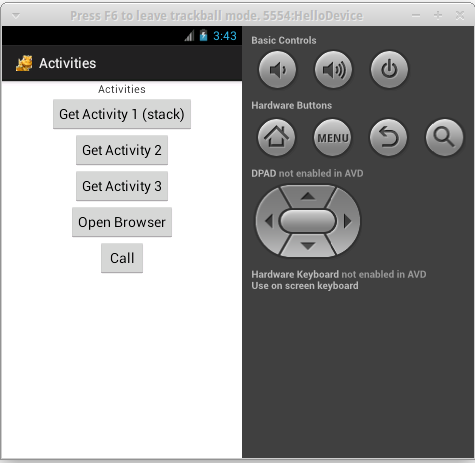 Press F6 to leave trackball mode. 5554:HelloDevice
3:43
Activities
Activities
Get Activity 1 (stack)
Get Activity 2
Get Activity 3
Open Browser
Call
Basic Controls
Hardware Buttons
MENU
DPAD not enabled in AVD
Hardware Keyboard not enabled in AVD
Use on screen keyboard